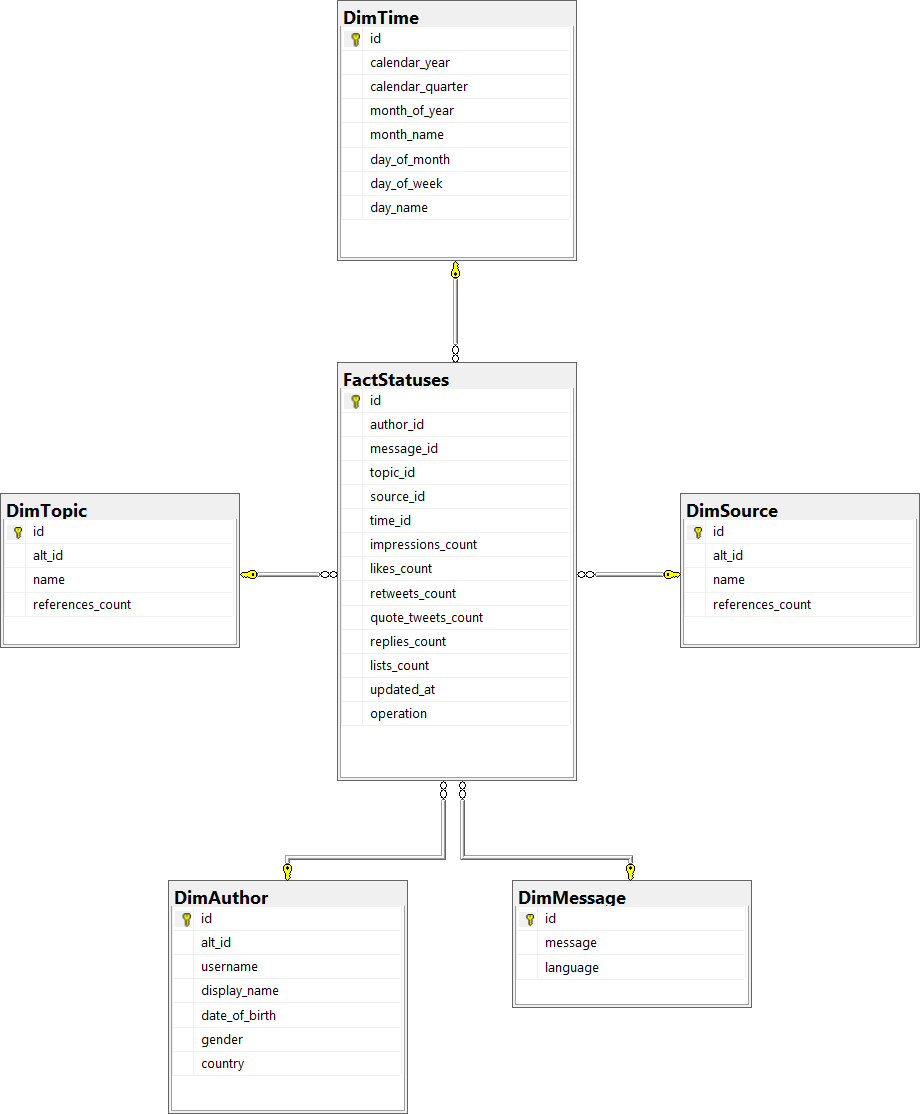 DimTime
id
calendar_year
calendar_quarter
month_of_year
month_name
day_of_month
day_of_week
day_name
FactStatuses
id
author_id
message_id
topic_id
source_id
time_id
impressions_count
likes_count
retweets_count
quote_tweets_count
replies_count
lists_count
updated_at
operation
DimTopic
id
alt_id
name
references_count
DimSource
id
alt_id
name
references_count
DimAuthor
id
alt_id
username
display_name
date_of_birth
gender
country
DimMessage
id
message
language